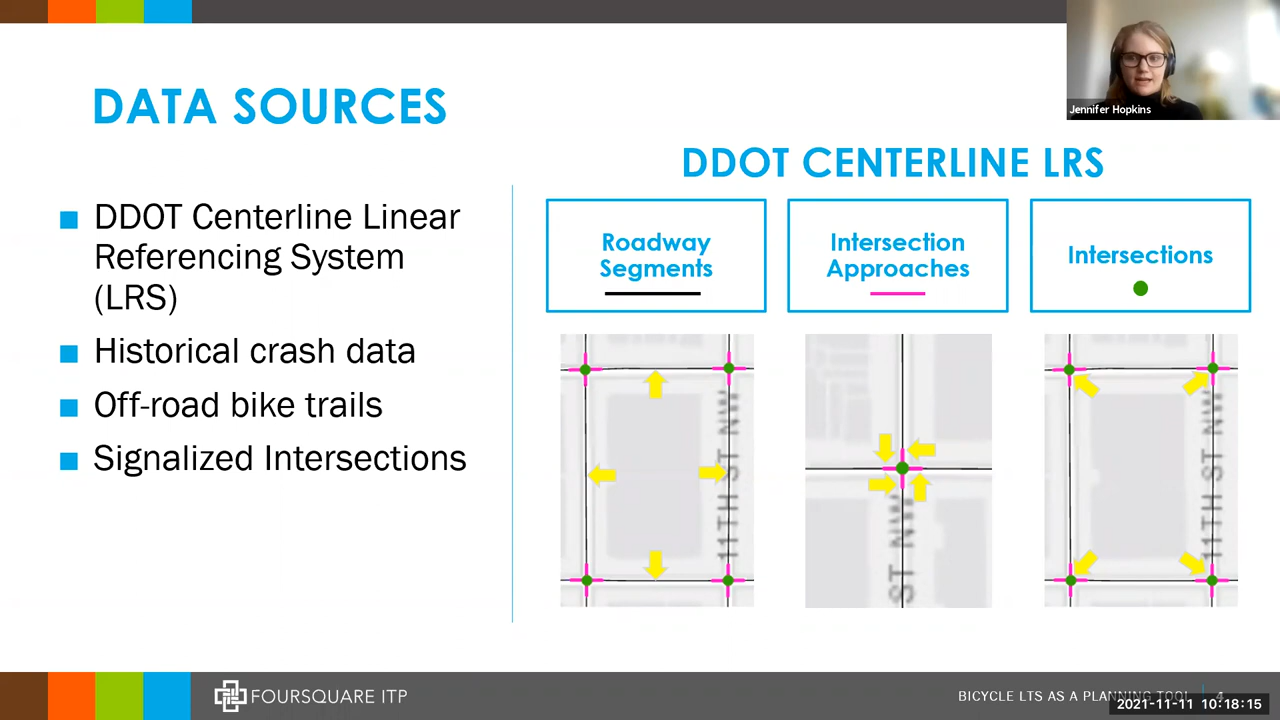 Jennifer Hopkins
DATA SOURCES
DDOT Centerline Linear
Referencing System
(LRS)
Historical crash data
Off-road bike trails
Signalized Intersections
DDOT CENTERLINE LRS
Roadway
Segments
Intersection
Approaches
Intersections
11TH ST NW
ST NW
11TH ST NW
FOURSQUARE ITP
BICYCLE LTS AS A PLANNING TOOL
4
2021-11-11 10:18:15